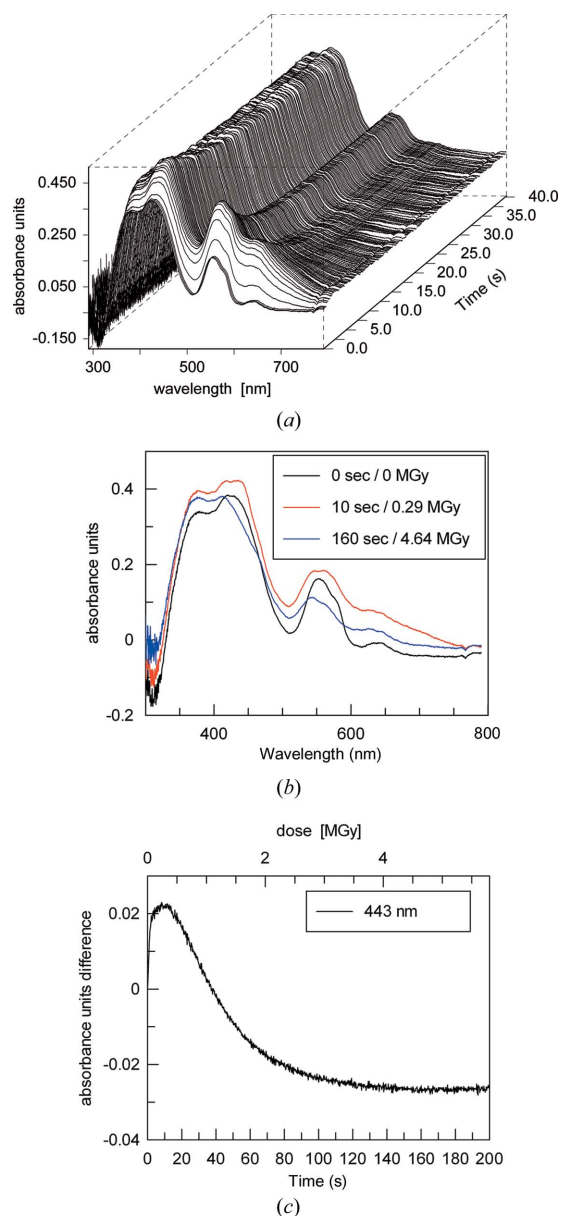 absorbance units
0.450
0.250
0.050
-0.150
300
500
700
wavelength [nm]
0.0
5.0
10.0
15.0
20.0
25.0
30.0
35.0
40.0
Time (s)
(a)
absorbance units
0.4
0.2
0
-0.2
0 sec / 0 MGy
10 sec / 0.29 MGy
160 sec / 4.64 MGy
400 600 800
Wavelength (nm)
(b)
dose [MGy]
0 2 4
443 nm
absorbance units difference
0.02
0
-0.02
-0.04
0 20 40 60 80 100 120 140 160 180 200
Time (s)
(c)